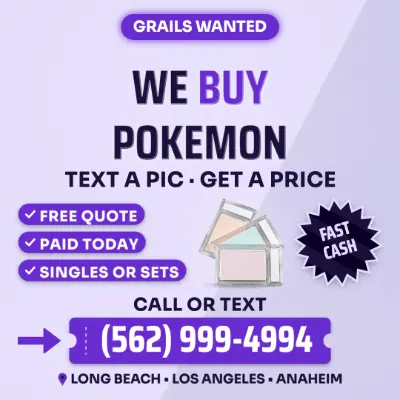 GRAILS WANTED
WE BUY
POKEMON
TEXT A PIC · GET A PRICE
FREE QUOTE
PAID TODAY
SINGLES OR SETS
FAST
CASH
CALL OR TEXT
(562) 999-4994
LONG BEACH • LOS ANGELES • ANAHEIM